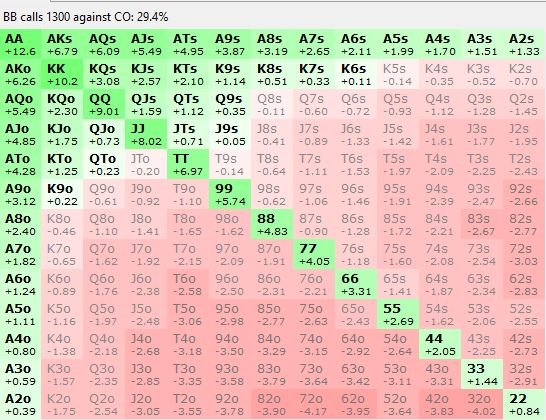 BB calls 1300 against CO: 29.4%
AA AKs AQs AJs ATs A9s A8s A7s A6s A5s A4s A3s A2s
+12.6 +6.79 +6.09 +5.49 +4.95 +3.87 +3.19 +2.65 +2.11 +1.99 +1.70 +1.51 +1.33
AKo KK KQs KJs KTs K9s K8s K7s K6s K5s K4s K3s K2s
+6.26 +10.2 +3.08 +2.57 +2.10 +1.14 +0.51 +0.33 +0.11 -0.14 -0.35 -0.52 -0.70
AQo KQo QQ QJs QTs Q9s Q8s Q7s Q6s Q5s Q4s Q3s Q2s
+5.49 +2.30 +9.01 +1.59 +1.12 +0.35 -0.11 -0.60 -0.72 -0.93 -1.12 -1.28 -1.45
AJo KJo QJo JJ JTs J9s J8s J7s J6s J5s J4s J3s J2s
+4.85 +1.75 +0.73 +8.02 +0.71 +0.05 -0.41 -0.89 -1.33 -1.42 -1.61 -1.77 -1.95
ATo KTo QTo JTo TT T9s T8s T7s T6s T5s T4s T3s T2s
+4.28 +1.25 +0.23 -0.20 +6.97 -0.14 -0.64 -1.05 -1.53 -1.97 -2.09 -2.25 -2.43
A9o K9o Q9o J9o T9o 99 98s 97s 96s 95s 94s 93s 92s
+3.12 +0.22 -0.61 -0.92 -1.10 +5.74 -0.62 -1.06 -1.46 -1.91 -2.39 -2.47 -2.66
A8o K8o Q8o J8o T8o 98o 88 87s 86s 85s 84s 83s 82s
+2.40 -0.46 -1.10 -1.41 -1.65 -1.62 +4.83 -0.90 -1.28 -1.72 -2.21 -2.67 -2.77
A7o K7o Q7o J7o T7o 97o 87o 77 76s 75s 74s 73s 72s
+1.82 -0.65 -1.62 -1.92 -2.15 -2.09 -1.91 +4.05 -1.18 -1.60 -2.08 -2.54 -3.03
A6o K6o Q6o J6o T6o 96o 86o 76o 66 65s 64s 63s 62s
+1.24 -0.89 -1.76 -2.38 -2.58 -2.50 -2.31 -2.21 +3.31 -1.41 -1.87 -2.34 -2.83
A5o K5o Q5o J5o T5o 95o 85o 75o 65o 55 54s 53s 52s
+1.11 -1.16 -1.97 -2.48 -3.06 -2.98 -2.77 -2.63 -2.43 +2.69 -1.62 -2.06 -2.55
A4o K4o Q4o J4o T4o 94o 84o 74o 64o 54o 44 43s 42s
+0.80 -1.38 -2.18 -2.68 -3.18 -3.50 -3.29 -3.15 -2.92 -2.64 +2.05 -2.25 -2.73
A3o K3o Q3o J3o T3o 93o 83o 73o 63o 53o 43o 33 32s
+0.59 -1.57 -2.35 -2.85 -3.35 -3.58 -3.79 -3.64 -3.42 -3.11 -3.31 +1.44 -2.91
A2o K2o Q2o J2o T2o 92o 82o 72o 62o 52o 42o 32o 22
+0.39 -1.75 -2.54 -3.05 -3.55 -3.78 -3.90 -4.17 -3.95 -3.64 -3.83 -4.02 +0.84